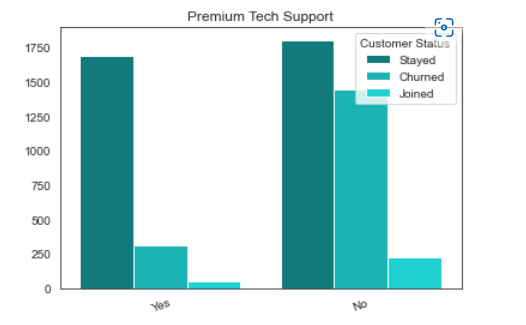 Premium Tech Support
Customer Status
Stayed
Churned
Joined
1750
1500
1250
1000
750
500
250
0
Yes
No